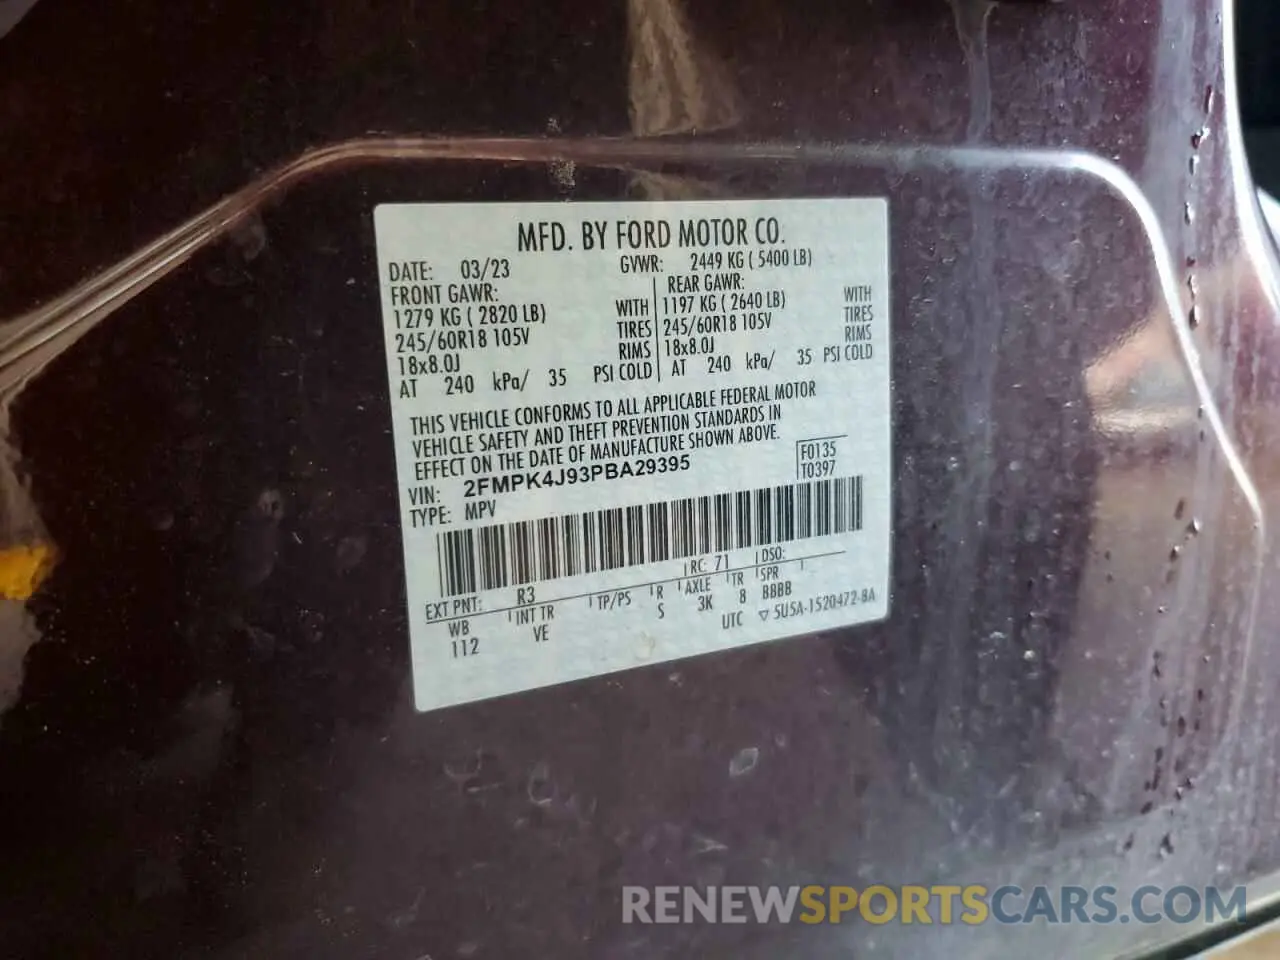 MFD. BY FORD MOTOR CO.
DATE: 03/23 GVWR: 2449 KG ( 5400 LB)
FRONT GAWR: REAR GAWR:
1279 KG ( 2820 LB) WITH 1197 KG ( 2640 LB) WITH
245/60R18 105V TIRES 245/60R18 105V TIRES
18x8.0J RIMS 18x8.0J RIMS
AT 240 kPa/ 35 PSI COLD AT 240 kPa/ 35 PSI COLD
THIS VEHICLE CONFORMS TO ALL APPLICABLE FEDERAL MOTOR
VEHICLE SAFETY AND THEFT PREVENTION STANDARDS IN
EFFECT ON THE DATE OF MANUFACTURE SHOWN ABOVE.
VIN: 2FMPK4J93PBA29395 F0135
TYPE: MPV T0397
EXT PNT: R3 RC: 71 DSO:
WB INT TR TP/PS R AXLE TR SPR
112 VE S 3K 8 BBBB
UTC ▽ 5U5A-1520472-BA
RENEWSPORTSCARS.COM